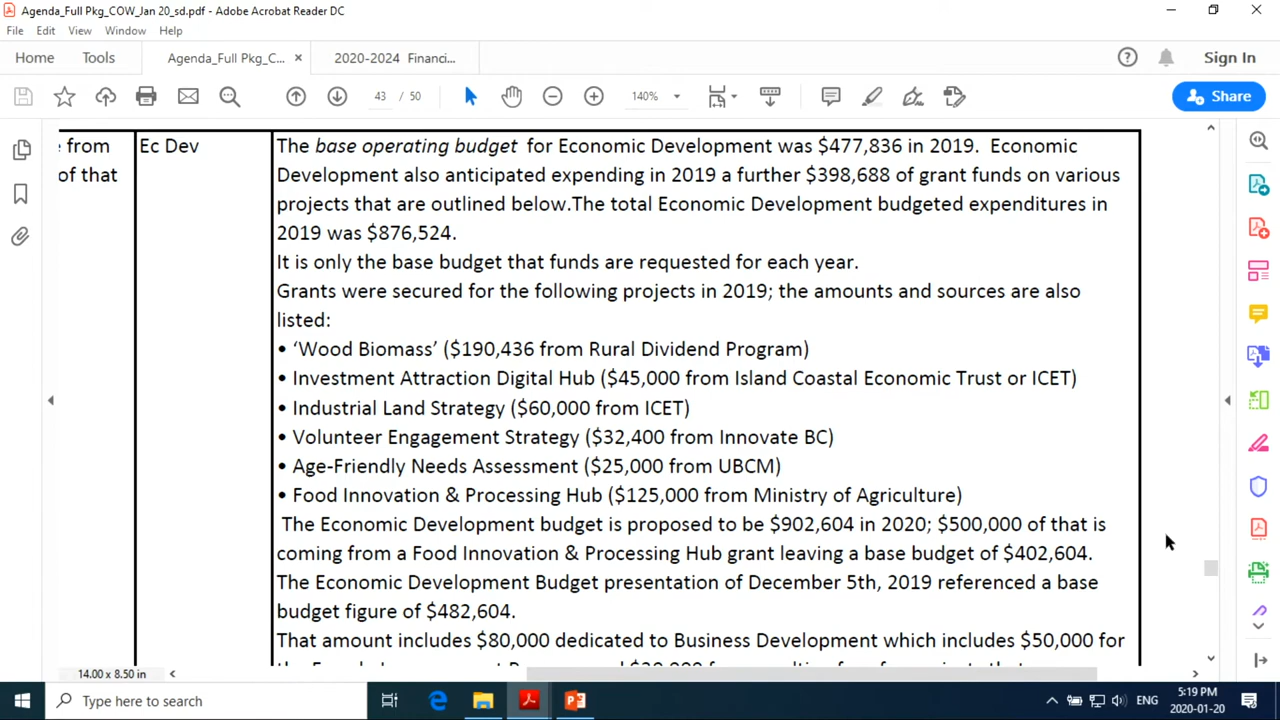 Agenda_Full Pkg_COW_Jan 20_sd.pdf - Adobe Acrobat Reader DC
File Edit View Window Help
Home Tools Agenda_Full Pkg_C... × 2020-2024 Financi... Sign In
43 / 50 140% Share
from Ec Dev The base operating budget for Economic Development was $477,836 in 2019. Economic
of that Development also anticipated expending in 2019 a further $398,688 of grant funds on various
projects that are outlined below.The total Economic Development budgeted expenditures in
2019 was $876,524.
It is only the base budget that funds are requested for each year.
Grants were secured for the following projects in 2019; the amounts and sources are also
listed:
• ‘Wood Biomass’ ($190,436 from Rural Dividend Program)
• Investment Attraction Digital Hub ($45,000 from Island Coastal Economic Trust or ICET)
• Industrial Land Strategy ($60,000 from ICET)
• Volunteer Engagement Strategy ($32,400 from Innovate BC)
• Age-Friendly Needs Assessment ($25,000 from UBCM)
• Food Innovation & Processing Hub ($125,000 from Ministry of Agriculture)
The Economic Development budget is proposed to be $902,604 in 2020; $500,000 of that is
coming from a Food Innovation & Processing Hub grant leaving a base budget of $402,604.
The Economic Development Budget presentation of December 5th, 2019 referenced a base
budget figure of $482,604.
That amount includes $80,000 dedicated to Business Development which includes $50,000 for
14.00 x 8.50 in
Type here to search ENG 5:19 PM
2020-01-20